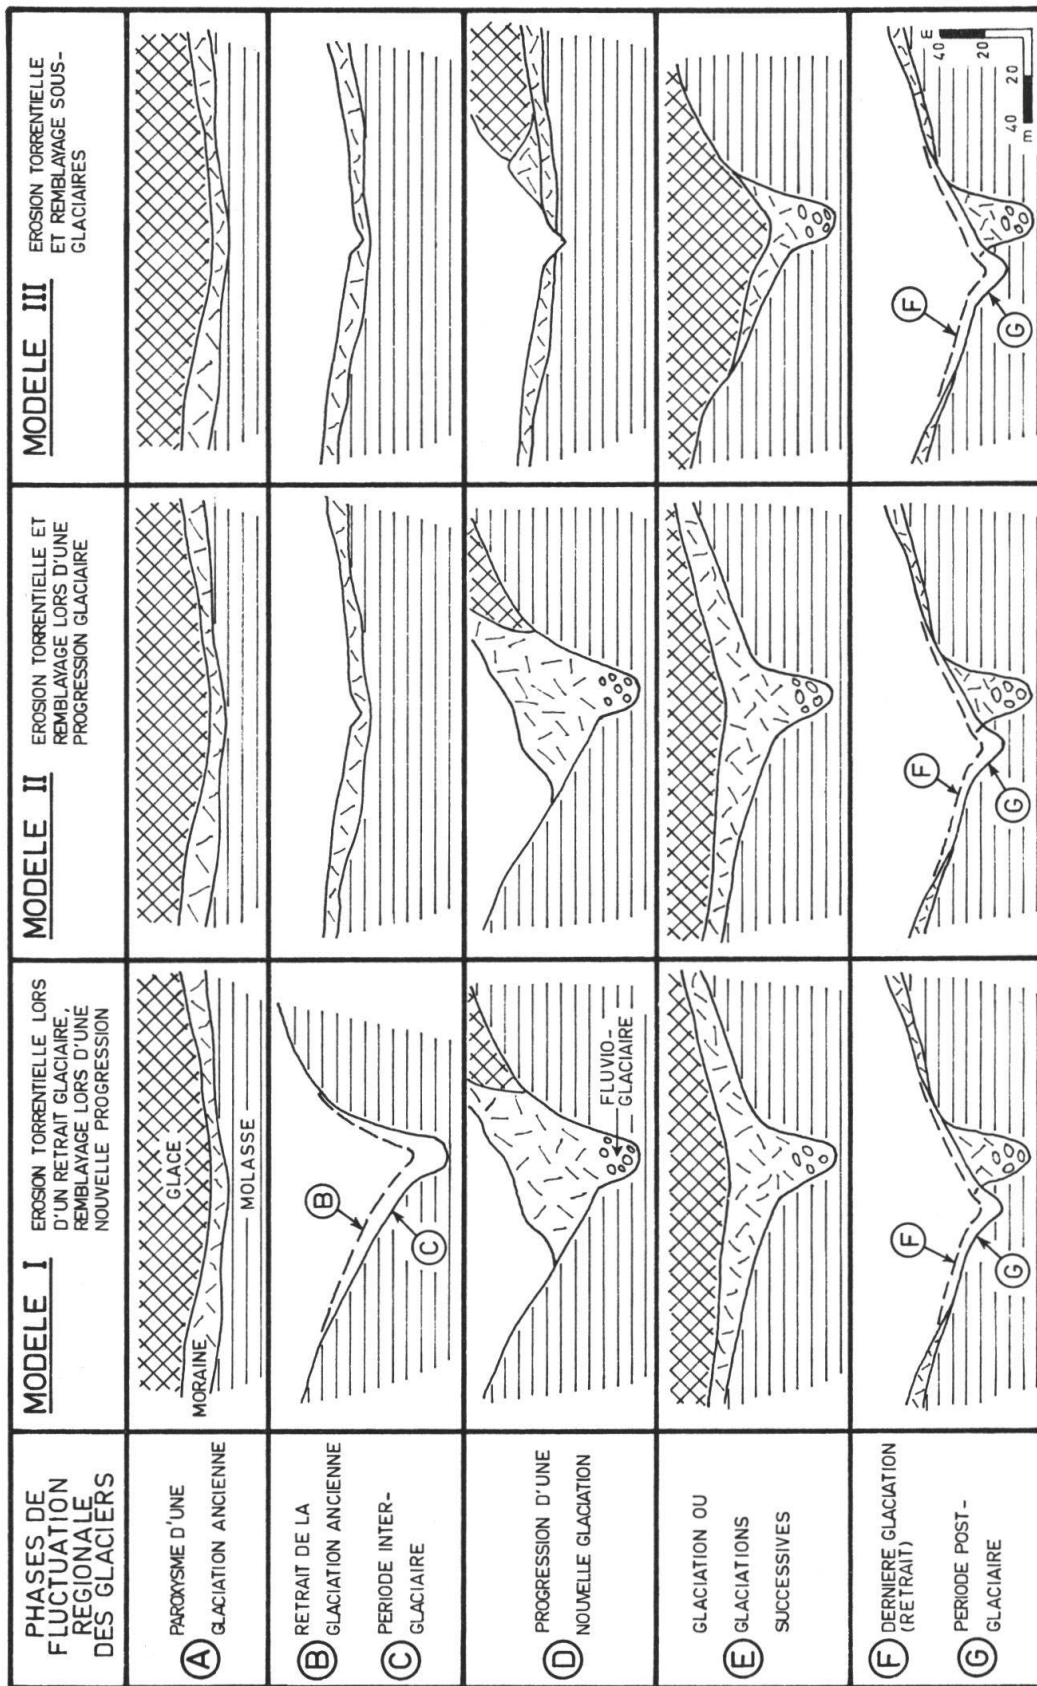 PHASES DE
FLUCTUATION
REGIONALE
DES GLACIERS
MODELE I
EROSION TORRENTIELLE LORS
D'UN RETRAIT GLACIAIRE,
REMBLAYAGE LORS D'UNE
NOUVELLE PROGRESSION
MODELE II
EROSION TORRENTIELLE ET
REMBLAYAGE LORS D'UNE
PROGRESSION GLACIAIRE
MODELE III
EROSION TORRENTIELLE
ET REMBLAYAGE SOUS-
GLACIAIRES
A
PAROXYSME D'UNE
GLACIATION ANCIENNE
GLACE
MORAINE
MOLASSE
B
RETRAIT DE LA
GLACIATION ANCIENNE
C
PERIODE INTER-
GLACIAIRE
B
C
D
PROGRESSION D'UNE
NOUVELLE GLACIATION
FLUVIO-
GLACIAIRE
E
GLACIATION OU
GLACIATIONS
SUCCESSIVES
F
DERNIERE GLACIATION
(RETRAIT)
G
PERIODE POST-
GLACIAIRE
F
G
F
G
F
G
40 E
20
40 20
m